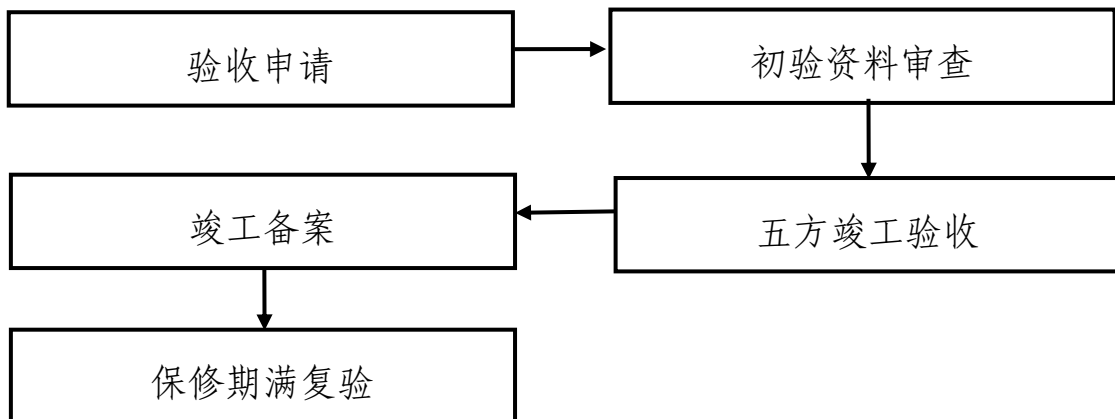 验收申请
初验资料审查
五方竣工验收
竣工备案
保修期满复验